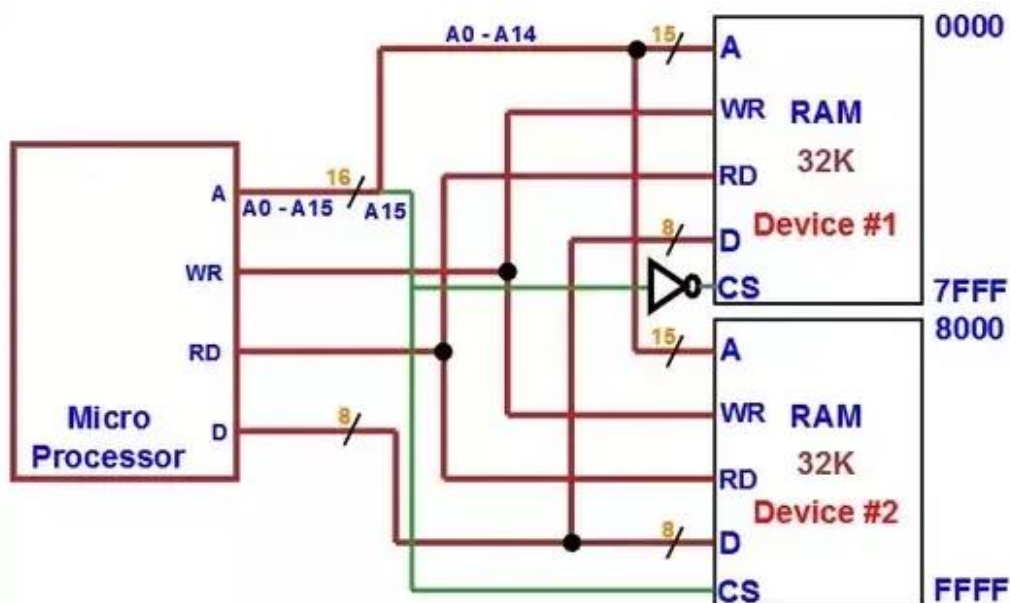 A0 - A14
15
A
0000
WR
RAM
32K
RD
Device #1
8
D
CS
7FFF
16
A
A0 - A15
A15
WR
RD
8
D
Micro
Processor
8000
15
A
WR
RAM
32K
RD
Device #2
8
D
CS
FFFF